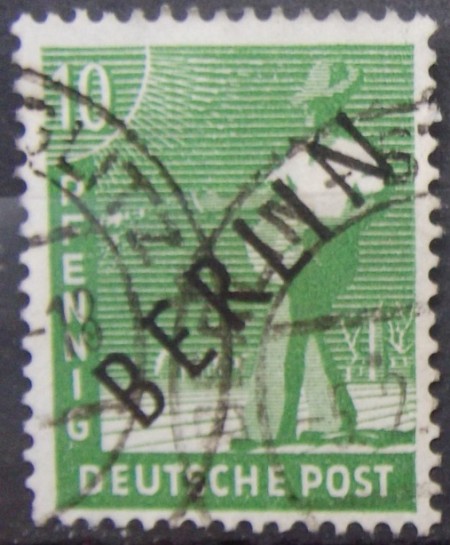 10
PFENNIG
BERLIN
DEUTSCHE POST